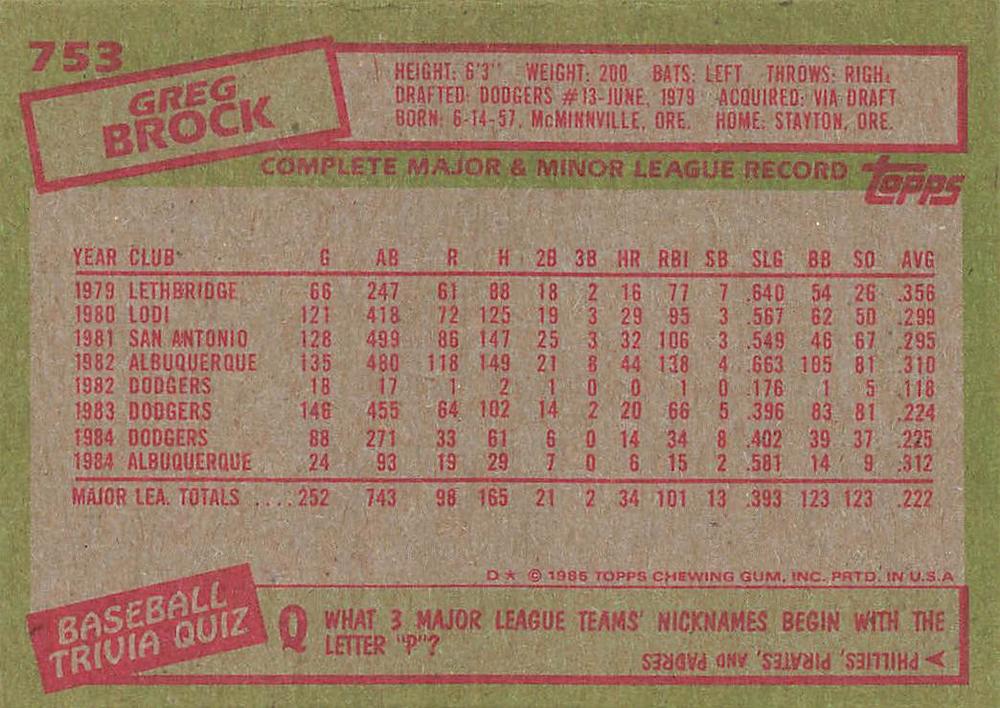 753
GREG
BROCK
HEIGHT: 6'3" WEIGHT: 200 BATS: LEFT THROWS: RIGHT
DRAFTED: DODGERS #13-JUNE, 1979 ACQUIRED: VIA DRAFT
BORN: 6-14-57, McMINNVILLE, ORE. HOME: STAYTON, ORE.
COMPLETE MAJOR & MINOR LEAGUE RECORD
topps
YEAR CLUB G AB R H 2B 3B HR RBI SB SLG BB SO AVG
1979 LETHBRIDGE 66 247 61 88 18 2 16 77 7 .640 54 26 .356
1980 LODI 121 418 72 125 19 3 29 95 3 .567 62 50 .299
1981 SAN ANTONIO 128 499 86 147 25 3 32 106 3 .549 46 67 .295
1982 ALBUQUERQUE 135 480 118 149 21 8 44 138 4 .663 105 81 .310
1982 DODGERS 18 17 1 2 1 0 0 1 0 .176 1 5 .118
1983 DODGERS 146 455 64 102 14 2 20 66 5 .396 83 81 .224
1984 DODGERS 88 271 33 61 6 0 14 34 8 .402 39 37 .225
1984 ALBUQUERQUE 24 93 19 29 7 0 6 15 2 .581 14 9 .312
MAJOR LEA. TOTALS ....252 743 98 165 21 2 34 101 13 .393 123 123 .222
D★ © 1985 TOPPS CHEWING GUM, INC. PRTD. IN U.S.A
BASEBALL
TRIVIA QUIZ
Q WHAT 3 MAJOR LEAGUE TEAMS' NICKNAMES BEGIN WITH THE
LETTER "P"?
A PHILLIES, PIRATES, AND PADRES